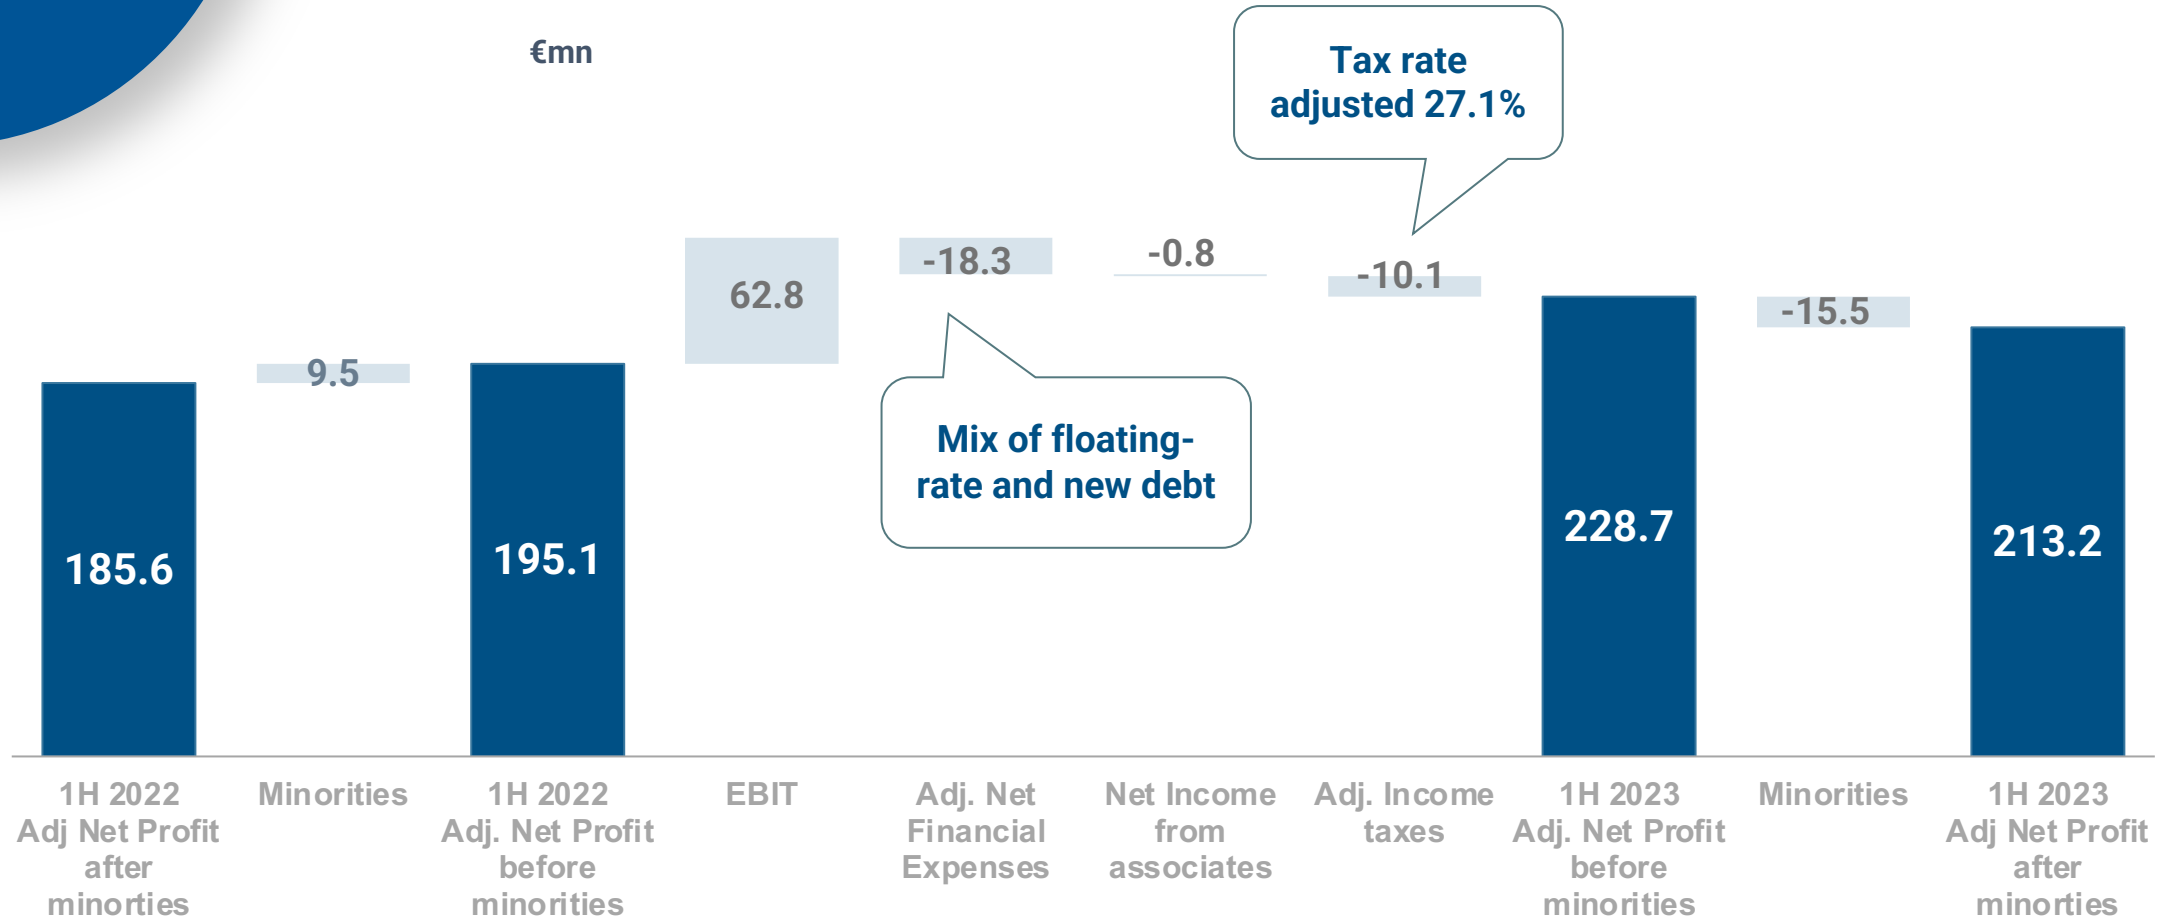 €mn
Tax rate
adjusted 27.1%
62.8
-18.3
-0.8
-10.1
-15.5
9.5
Mix of floating-
rate and new debt
185.6
195.1
228.7
213.2
1H 2022
Adj Net Profit
after
minorties
Minorities
1H 2022
Adj. Net Profit
before
minorities
EBIT
Adj. Net
Financial
Expenses
Net Income
from
associates
Adj. Income
taxes
1H 2023
Adj. Net Profit
before
minorities
Minorities
1H 2023
Adj Net Profit
after
minorties